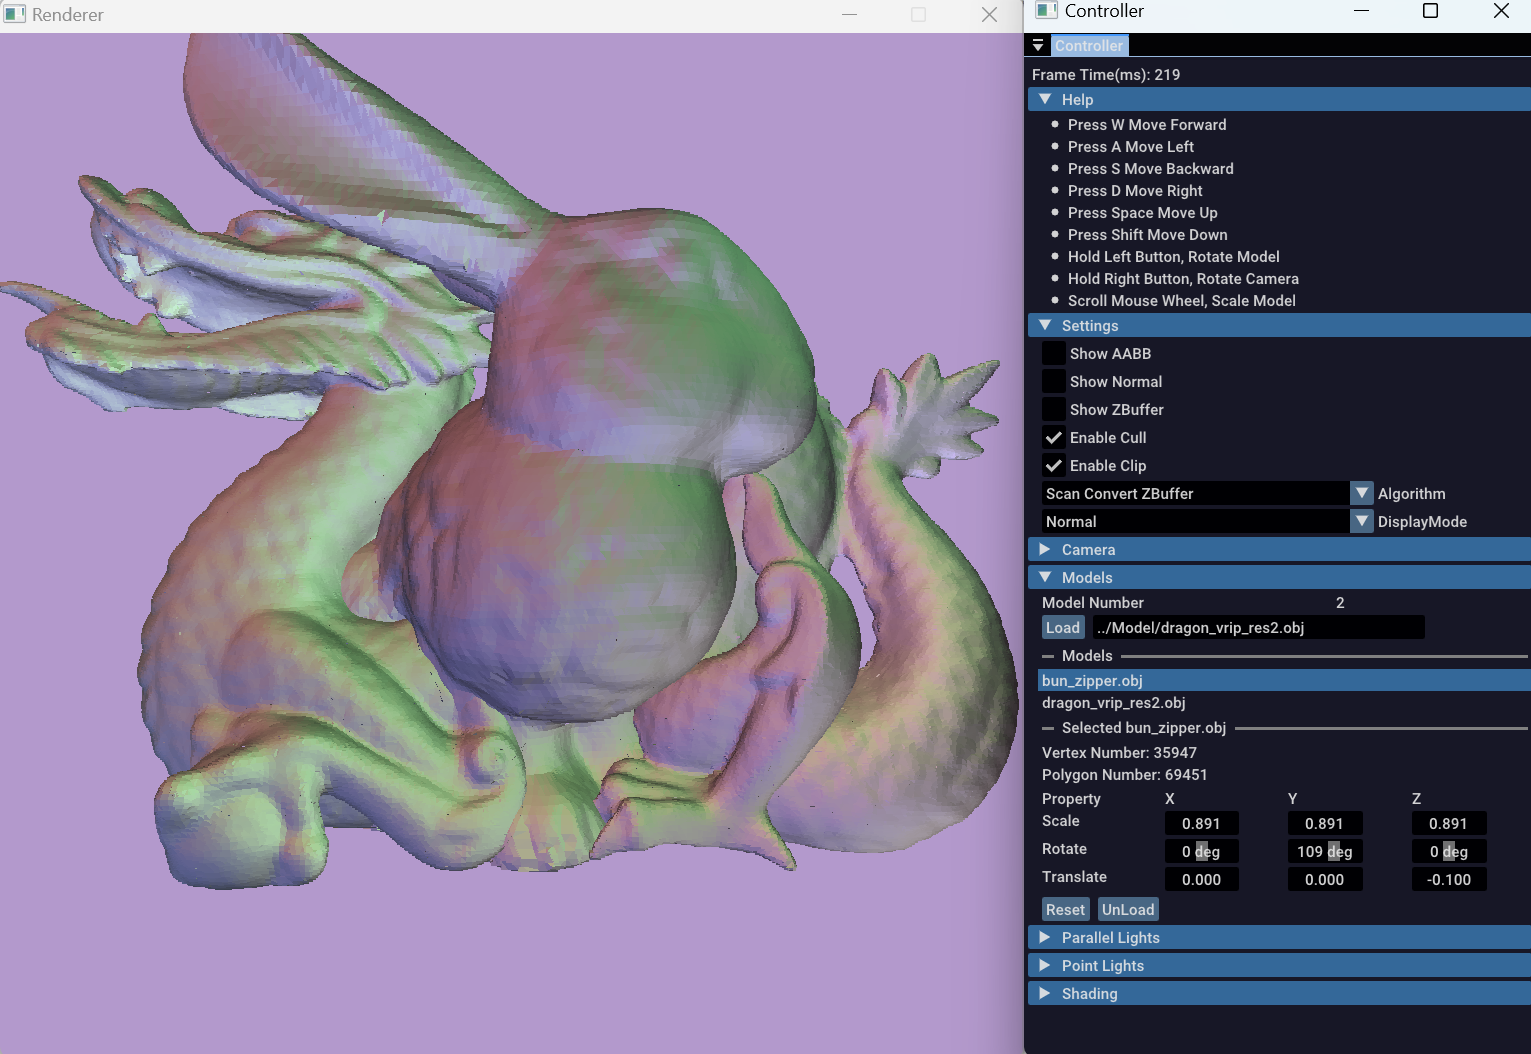 Renderer
Controller
Controller
Frame Time(ms): 219
Help
Press W Move Forward
Press A Move Left
Press S Move Backward
Press D Move Right
Press Space Move Up
Press Shift Move Down
Hold Left Button, Rotate Model
Hold Right Button, Rotate Camera
Scroll Mouse Wheel, Scale Model
Settings
Show AABB
Show Normal
Show ZBuffer
Enable Cull
Enable Clip
Scan Convert ZBuffer Algorithm
Normal DisplayMode
Camera
Models
Model Number 2
Load ../Model/dragon_vrip_res2.obj
Models
bun_zipper.obj
dragon_vrip_res2.obj
Selected bun_zipper.obj
Vertex Number: 35947
Polygon Number: 69451
Property X Y Z
Scale 0.891 0.891 0.891
Rotate 0 deg 109 deg 0 deg
Translate 0.000 0.000 -0.100
Reset UnLoad
Parallel Lights
Point Lights
Shading